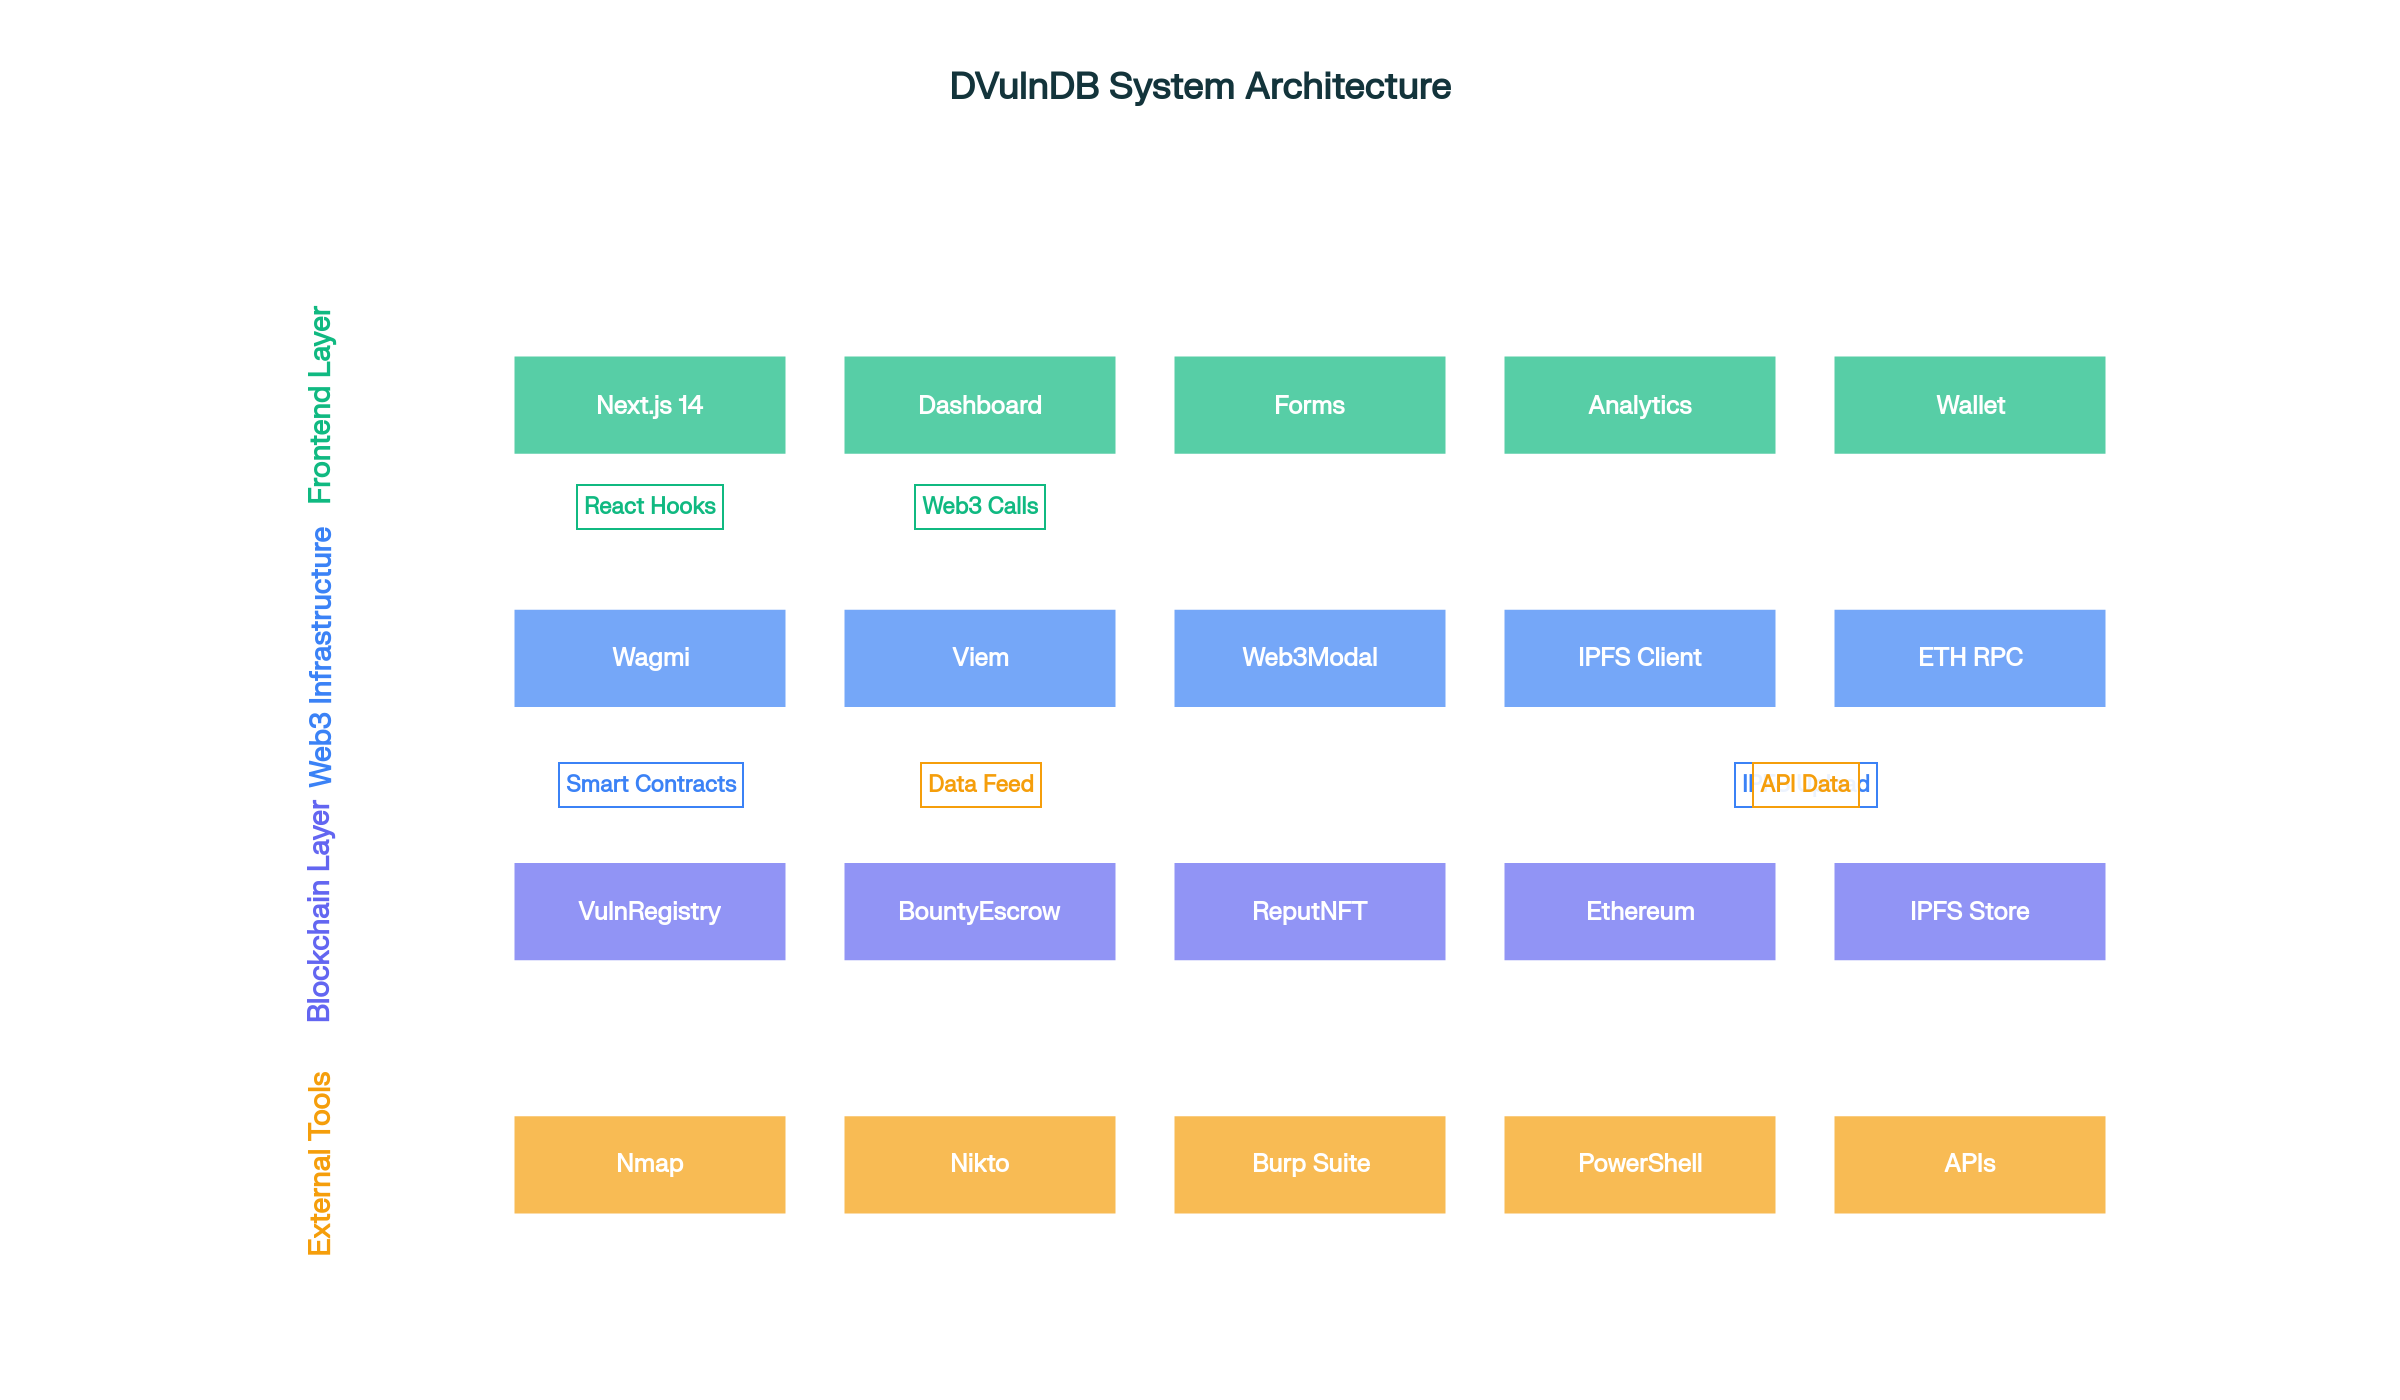 DVulnDB System Architecture
Frontend Layer
Next.js 14
Dashboard
Forms
Analytics
Wallet
React Hooks
Web3 Calls
Web3 Infrastructure
Wagmi
Viem
Web3Modal
IPFS Client
ETH RPC
Smart Contracts
Data Feed
API Data
Blockchain Layer
VulnRegistry
BountyEscrow
ReputNFT
Ethereum
IPFS Store
External Tools
Nmap
Nikto
Burp Suite
PowerShell
APIs